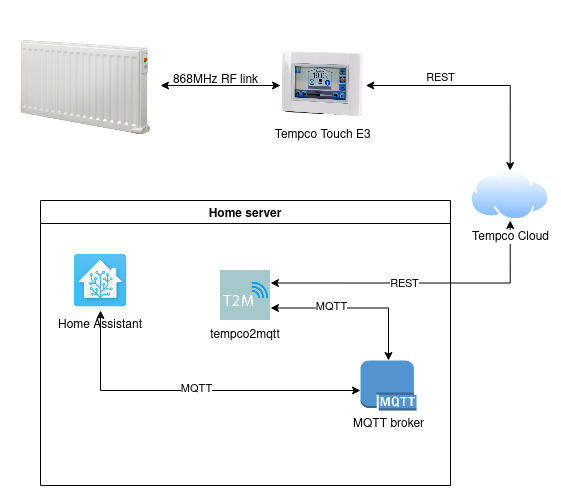 868MHz RF link
REST
Tempco Touch E3
Tempco Cloud
Home server
REST
T2M
MQTT
Home Assistant
tempco2mqtt
MQTT
MQTT
MQTT broker